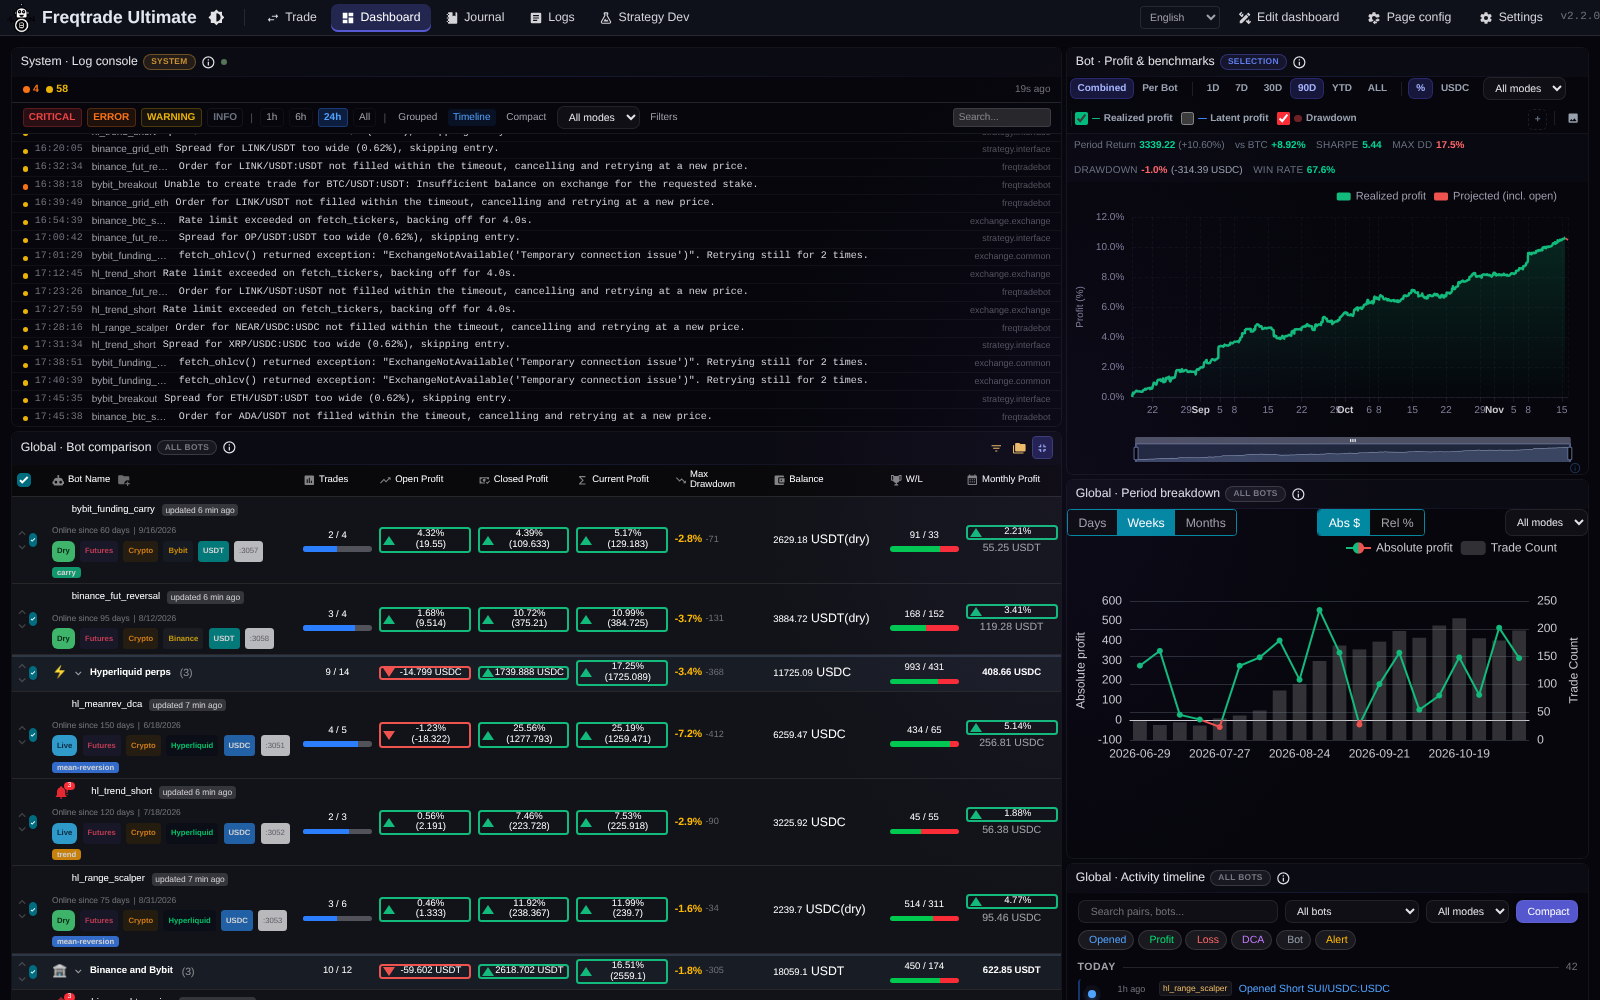 Freqtrade Ultimate
Trade
Dashboard
Journal
Logs
Strategy Dev
English
Edit dashboard
Page config
Settings
v2.2.0
System · Log console SYSTEM
4 58
19s ago
CRITICAL ERROR WARNING INFO | 1h 6h 24h All | Grouped Timeline Compact All modes Filters Search...
16:20:05 binance_grid_eth Spread for LINK/USDT too wide (0.62%), skipping entry. strategy.interface
16:32:34 binance_fut_re... Order for LINK/USDT:USDT not filled within the timeout, cancelling and retrying at a new price. freqtradebot
16:38:18 bybit_breakout Unable to create trade for BTC/USDT:USDT: Insufficient balance on exchange for the requested stake. freqtradebot
16:39:49 binance_grid_eth Order for LINK/USDT not filled within the timeout, cancelling and retrying at a new price. freqtradebot
16:54:39 binance_btc_s... Rate limit exceeded on fetch_tickers, backing off for 4.0s. exchange.exchange
17:00:42 binance_fut_re... Spread for OP/USDT:USDT too wide (0.62%), skipping entry. strategy.interface
17:01:29 bybit_funding_... fetch_ohlcv() returned exception: "ExchangeNotAvailable('Temporary connection issue')". Retrying still for 2 times. exchange.common
17:12:45 hl_trend_short Rate limit exceeded on fetch_tickers, backing off for 4.0s. exchange.exchange
17:23:26 binance_fut_re... Order for LINK/USDT:USDT not filled within the timeout, cancelling and retrying at a new price. freqtradebot
17:27:59 hl_trend_short Rate limit exceeded on fetch_tickers, backing off for 4.0s. exchange.exchange
17:28:16 hl_range_scalper Order for NEAR/USDC:USDC not filled within the timeout, cancelling and retrying at a new price. freqtradebot
17:31:34 hl_trend_short Spread for XRP/USDC:USDC too wide (0.62%), skipping entry. strategy.interface
17:38:51 bybit_funding_... fetch_ohlcv() returned exception: "ExchangeNotAvailable('Temporary connection issue')". Retrying still for 2 times. exchange.common
17:40:39 bybit_funding_... fetch_ohlcv() returned exception: "ExchangeNotAvailable('Temporary connection issue')". Retrying still for 2 times. exchange.common
17:45:35 bybit_breakout Spread for ETH/USDT:USDT too wide (0.62%), skipping entry. strategy.interface
17:45:38 binance_btc_s... Order for ADA/USDT not filled within the timeout, cancelling and retrying at a new price. freqtradebot
Global · Bot comparison ALL BOTS
Bot Name Trades Open Profit Closed Profit Current Profit Max Drawdown Balance W/L Monthly Profit
bybit_funding_carry updated 6 min ago
Online since 60 days | 9/16/2026
Dry Futures Crypto Bybit USDT :3057
carry
2 / 4 4.32% (19.55) 4.39% (109.633) 5.17% (129.183) -2.8% -71 2629.18 USDT(dry) 91 / 33 2.21% 55.25 USDT
binance_fut_reversal updated 6 min ago
Online since 95 days | 8/12/2026
Dry Futures Crypto Binance USDT :3058
3 / 4 1.68% (9.514) 10.72% (375.21) 10.99% (384.725) -3.7% -131 3884.72 USDT(dry) 168 / 152 3.41% 119.28 USDT
Hyperliquid perps (3) 9 / 14 -14.799 USDC 1739.888 USDC 17.25% (1725.089) -3.4% -368 11725.09 USDC 993 / 431 408.66 USDC
hl_meanrev_dca updated 7 min ago
Online since 150 days | 6/18/2026
Live Futures Crypto Hyperliquid USDC :3051
mean-reversion
4 / 5 -1.23% (-18.322) 25.56% (1277.793) 25.19% (1259.471) -7.2% -412 6259.47 USDC 434 / 65 5.14% 256.81 USDC
3 hl_trend_short updated 6 min ago
Online since 120 days | 7/18/2026
Live Futures Crypto Hyperliquid USDC :3052
trend
2 / 3 0.56% (2.191) 7.46% (223.728) 7.53% (225.918) -2.9% -90 3225.92 USDC 45 / 55 1.88% 56.38 USDC
hl_range_scalper updated 7 min ago
Online since 75 days | 8/31/2026
Dry Futures Crypto Hyperliquid USDC :3053
mean-reversion
3 / 6 0.46% (1.333) 11.92% (238.367) 11.99% (239.7) -1.6% -34 2239.7 USDC(dry) 514 / 311 4.77% 95.46 USDC
Binance and Bybit (3) 10 / 12 -59.602 USDT 2618.702 USDT 16.51% (2559.1) -1.8% -305 18059.1 USDT 450 / 174 622.85 USDT
3
Bot · Profit & benchmarks SELECTION
Combined Per Bot 1D 7D 30D 90D YTD ALL % USDC All modes
Realized profit Latent profit Drawdown +
Period Return 3339.22 (+10.60%) vs BTC +8.92% SHARPE 5.44 MAX DD 17.5%
DRAWDOWN -1.0% (-314.39 USDC) WIN RATE 67.6%
Realized profit Projected (incl. open)
Profit (%)
12.0%
10.0%
8.0%
6.0%
4.0%
2.0%
0.0%
22 29 Sep 5 8 15 22 29 Oct 6 8 15 22 29 Nov 5 8 15
Global · Period breakdown ALL BOTS
Days Weeks Months Abs $ Rel % All modes
Absolute profit Trade Count
Absolute profit
600
500
400
300
200
100
0
-100
250
200
150
100
50
0
Trade Count
2026-06-29 2026-07-27 2026-08-24 2026-09-21 2026-10-19
Global · Activity timeline ALL BOTS
Search pairs, bots... All bots All modes Compact
Opened Profit Loss DCA Bot Alert
TODAY 42
1h ago hl_range_scalper Opened Short SUI/USDC:USDC